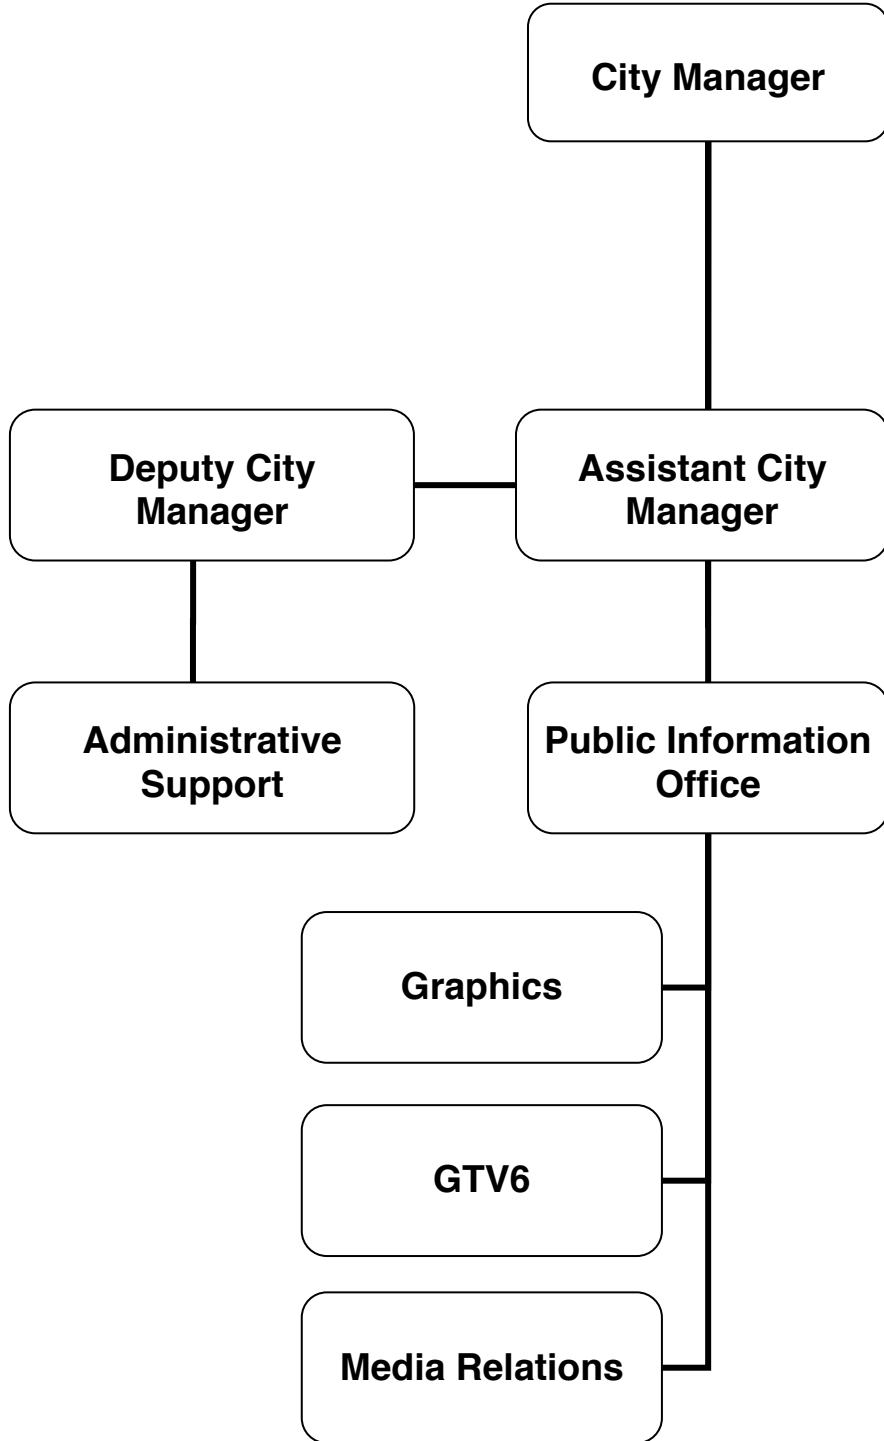 City Manager
Deputy City
Manager
Assistant City
Manager
Administrative
Support
Public Information
Office
Graphics
GTV6
Media Relations